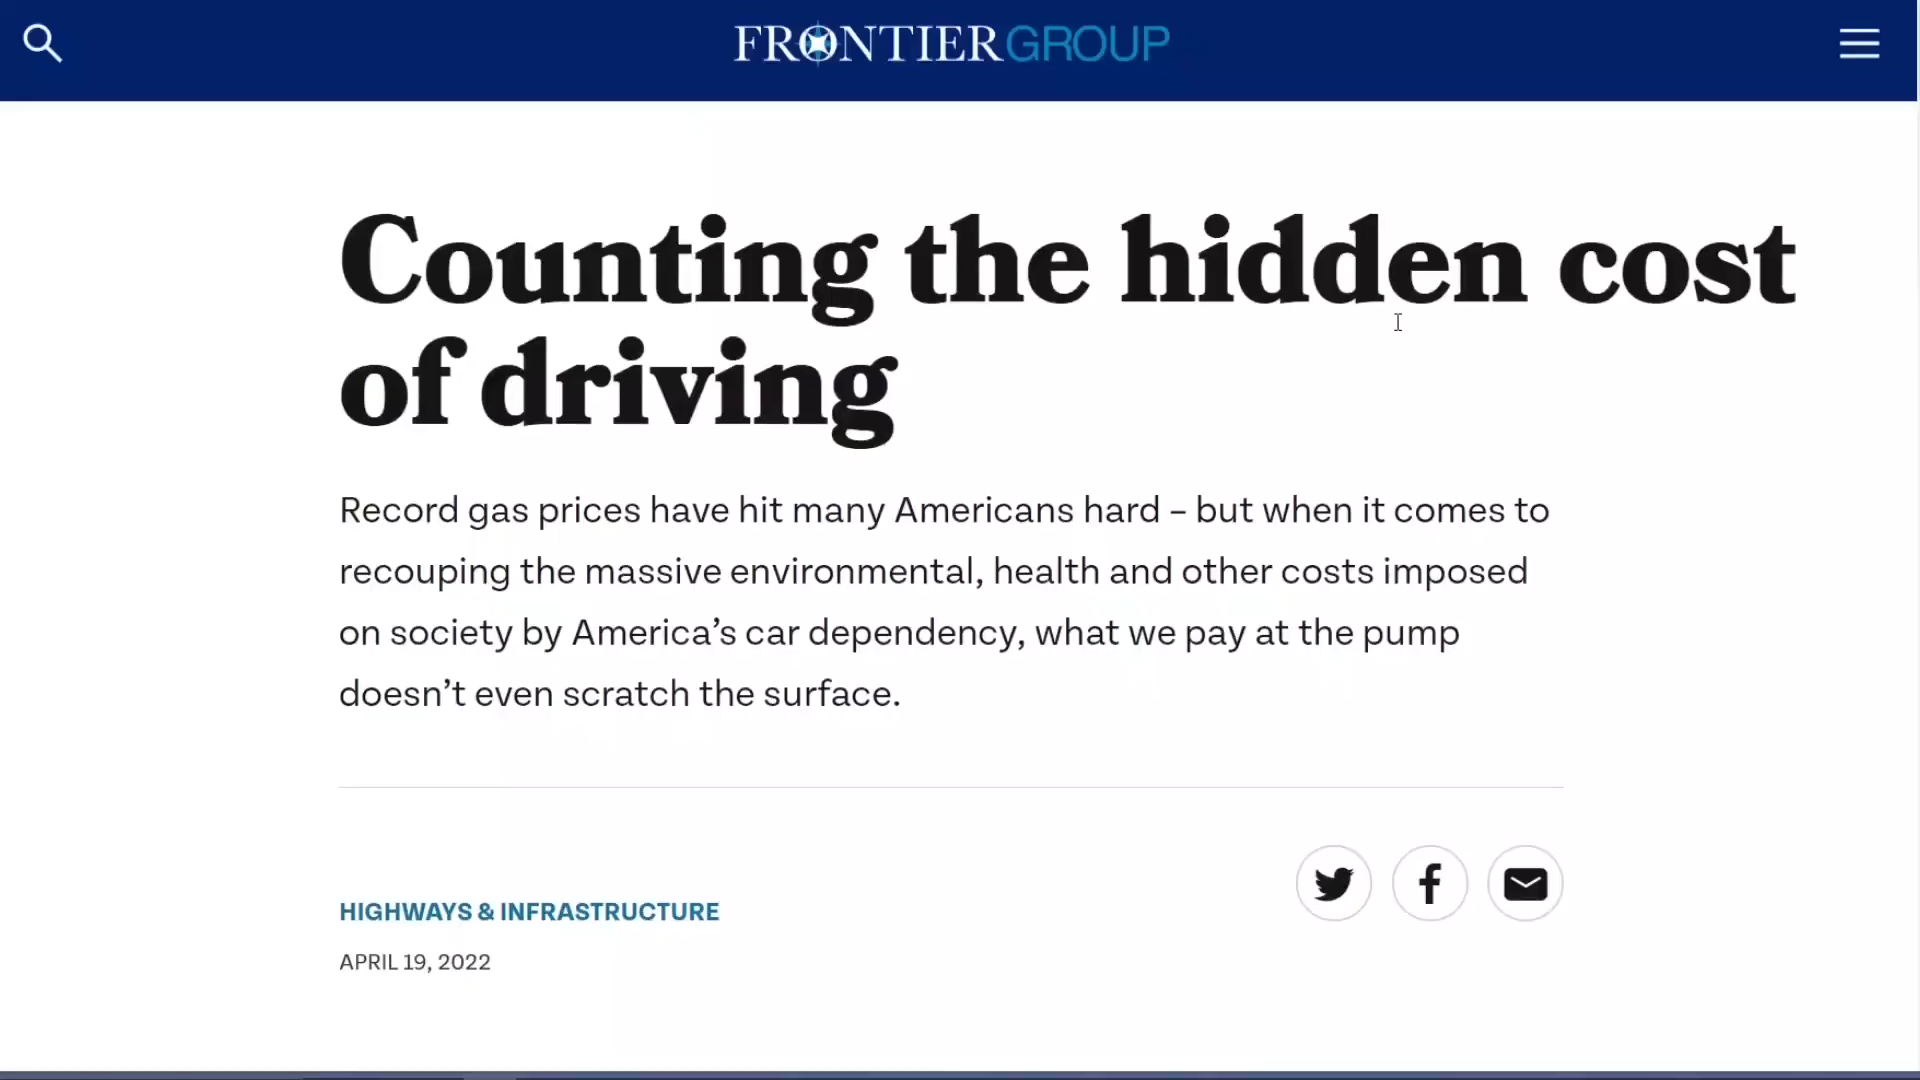 FRONTIERGROUP
Counting the hidden cost
of driving
Record gas prices have hit many Americans hard – but when it comes to
recouping the massive environmental, health and other costs imposed
on society by America’s car dependency, what we pay at the pump
doesn’t even scratch the surface.
HIGHWAYS & INFRASTRUCTURE
APRIL 19, 2022